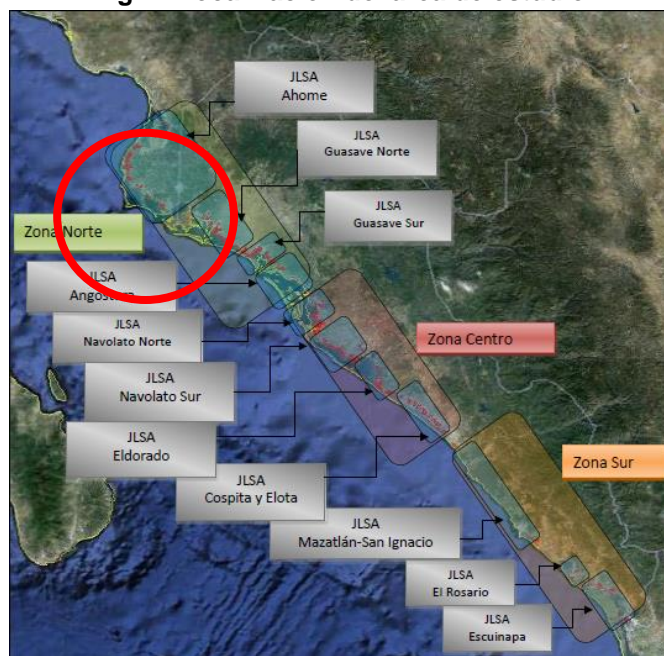 JLSA
Ahome
JLSA
Guasave Norte
JLSA
Guasave Sur
Zona Norte
JLSA
Angostura
JLSA
Navolato Norte
Zona Centro
JLSA
Navolato Sur
JLSA
Eldorado
JLSA
Cospita y Elota
Zona Sur
JLSA
Mazatlán-San Ignacio
JLSA
El Rosario
JLSA
Escuinapa